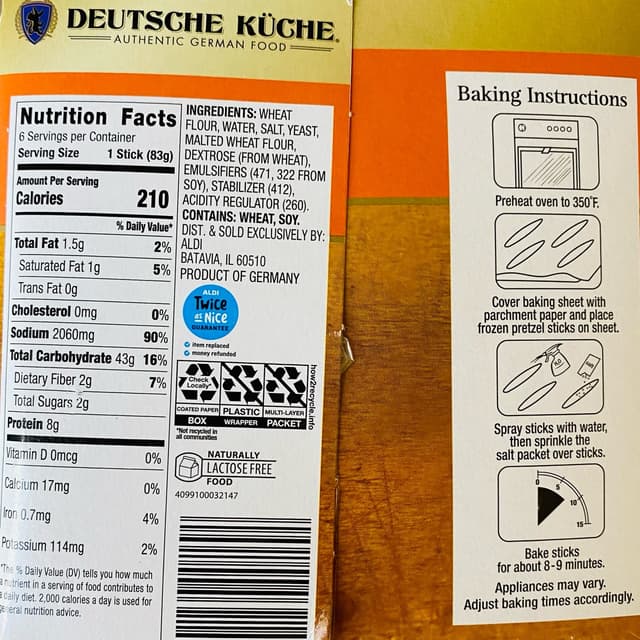 DEUTSCHE KÜCHE
AUTHENTIC GERMAN FOOD
Nutrition Facts
6 Servings per Container
Serving Size 1 Stick (83g)
Amount Per Serving
Calories 210
% Daily Value*
Total Fat 1.5g 2%
Saturated Fat 1g 5%
Trans Fat 0g
Cholesterol 0mg 0%
Sodium 2060mg 90%
Total Carbohydrate 43g 16%
Dietary Fiber 2g 7%
Total Sugars 2g
Protein 8g
Vitamin D 0mcg 0%
Calcium 17mg 0%
Iron 0.7mg 4%
Potassium 114mg 2%
*The % Daily Value (DV) tells you how much
a nutrient in a serving of food contributes to
a daily diet. 2,000 calories a day is used for
general nutrition advice.
INGREDIENTS: WHEAT
FLOUR, WATER, SALT, YEAST,
MALTED WHEAT FLOUR,
DEXTROSE (FROM WHEAT),
EMULSIFIERS (471, 322 FROM
SOY), STABILIZER (412),
ACIDITY REGULATOR (260).
CONTAINS: WHEAT, SOY.
DIST. & SOLD EXCLUSIVELY BY:
ALDI
BATAVIA, IL 60510
PRODUCT OF GERMANY
ALDI
Twice
as Nice
GUARANTEE
item replaced
money refunded
Check
Locally*
COATED PAPER PLASTIC MULTI-LAYER
BOX WRAPPER PACKET
*Not recycled in
all communities
how2recycle.info
NATURALLY
LACTOSE FREE
FOOD
4099100032147
Baking Instructions
Preheat oven to 350°F.
Cover baking sheet with
parchment paper and place
frozen pretzel sticks on sheet.
Spray sticks with water,
then sprinkle the
salt packet over sticks.
0
5
10
15
Bake sticks
for about 8-9 minutes.
Appliances may vary.
Adjust baking times accordingly.